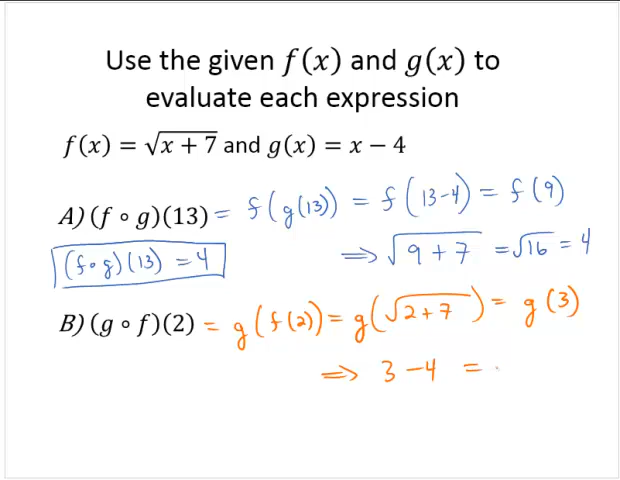 Use the given f(x) and g(x) to
evaluate each expression
f(x) = √(x + 7) and g(x) = x − 4
A) (f ∘ g)(13) = f(g(13)) = f(13-4) = f(9)
⟹ √(9 + 7) = √16 = 4
(f∘g)(13) = 4
B) (g ∘ f)(2) = g(f(2)) = g(√(2+7)) = g(3)
⟹ 3 - 4 =